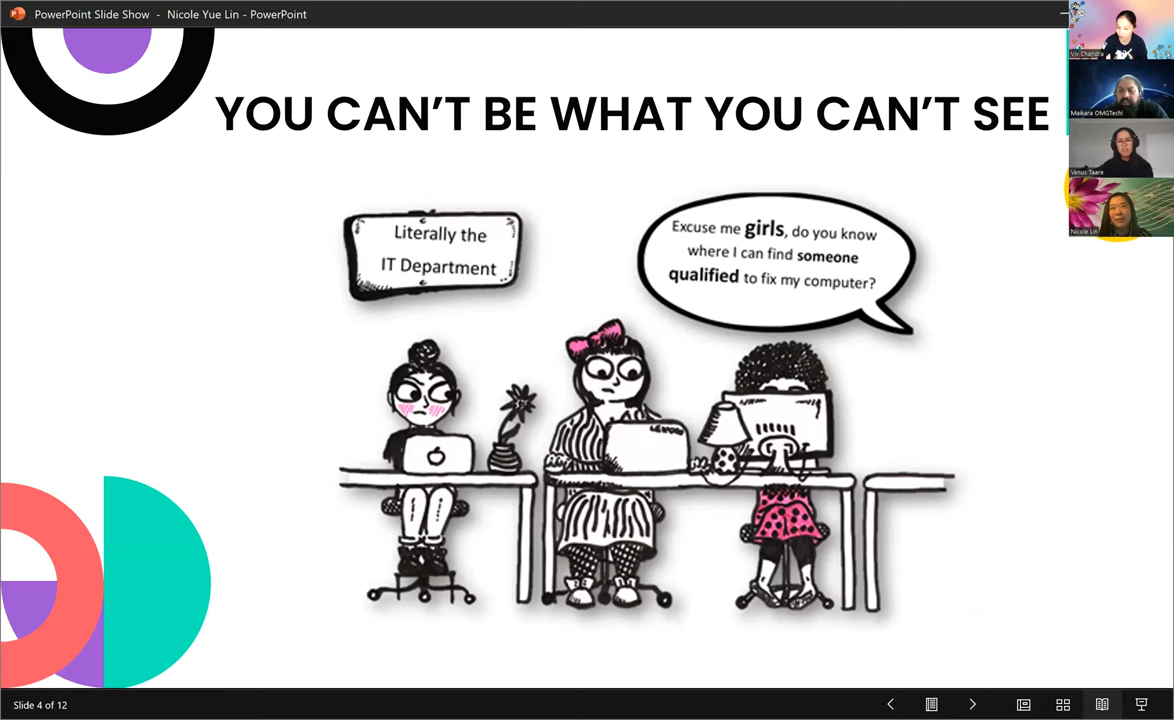 PowerPoint Slide Show - Nicole Yue Lin - PowerPoint
YOU CAN'T BE WHAT YOU CAN'T SEE
Viv Chandra
Maikara OMGTech!
Venus Taare
Nicole Lin
Literally the
IT Department
Excuse me girls, do you know
where I can find someone
qualified to fix my computer?
Slide 4 of 12